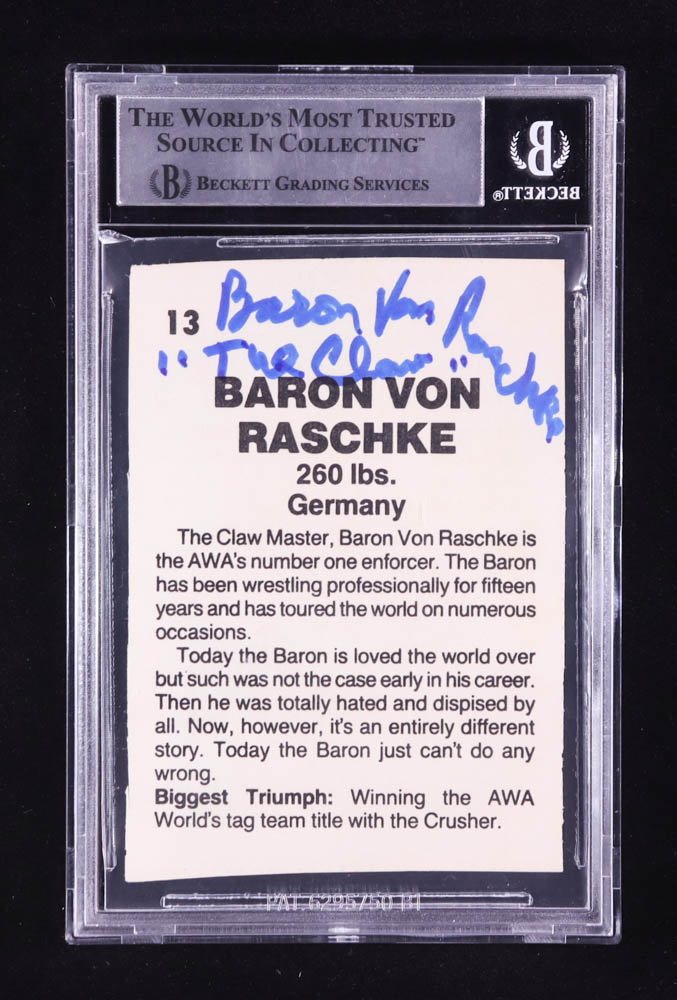 THE WORLD'S MOST TRUSTED
SOURCE IN COLLECTING™
B BECKETT GRADING SERVICES
B
BECKETT®
13 Baron Von Raschke
"The Claw"
BARON VON
RASCHKE
260 lbs.
Germany
The Claw Master, Baron Von Raschke is
the AWA's number one enforcer. The Baron
has been wrestling professionally for fifteen
years and has toured the world on numerous
occasions.
Today the Baron is loved the world over
but such was not the case early in his career.
Then he was totally hated and dispised by
all. Now, however, it's an entirely different
story. Today the Baron just can't do any
wrong.
Biggest Triumph: Winning the AWA
World's tag team title with the Crusher.
PAT. 6295750 B1